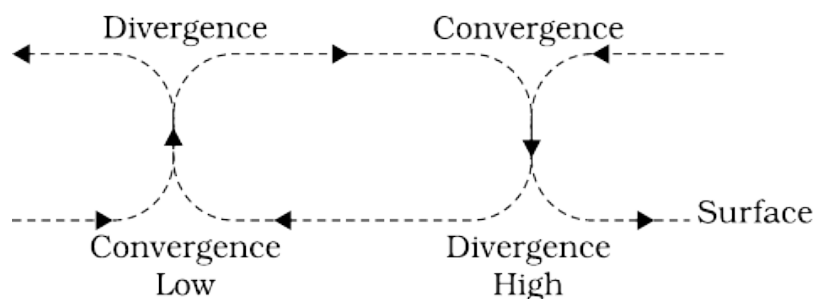 Divergence
Convergence
Surface
Convergence
Low
Divergence
High